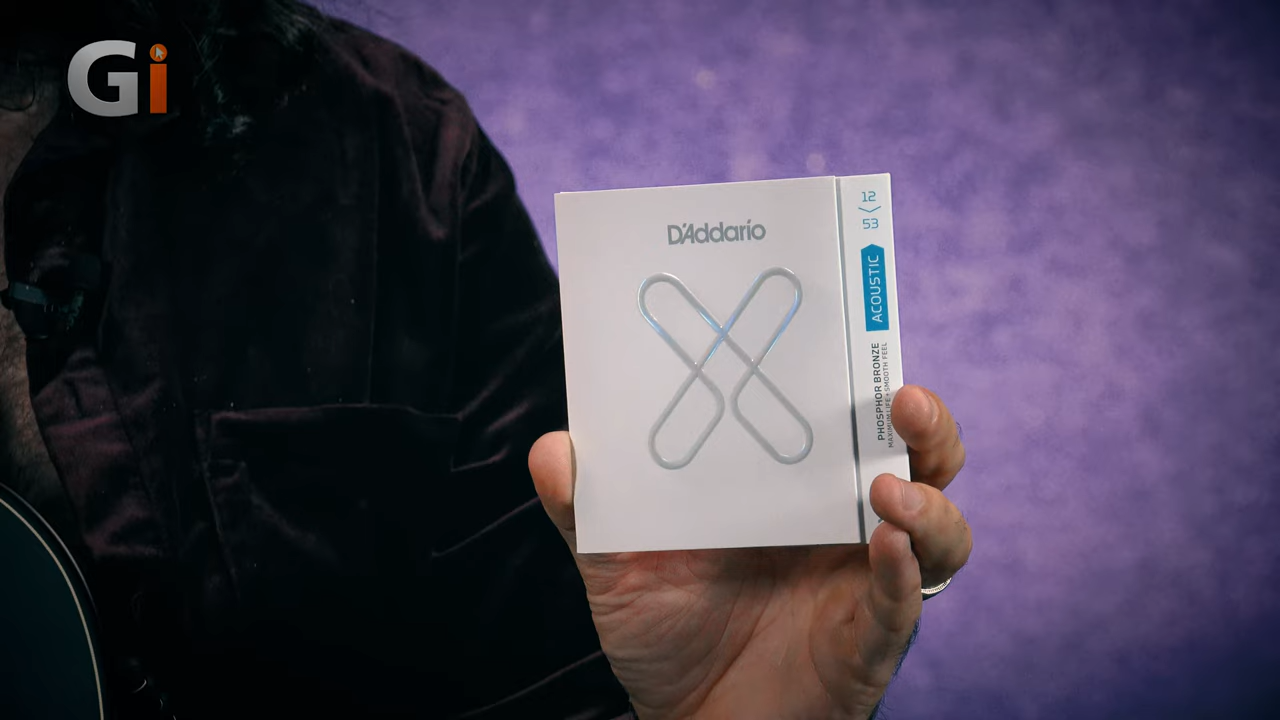 Gi
D'Addario
12
53
ACOUSTIC
PHOSPHOR BRONZE
MAXIMUM LIFE + SMOOTH FEEL